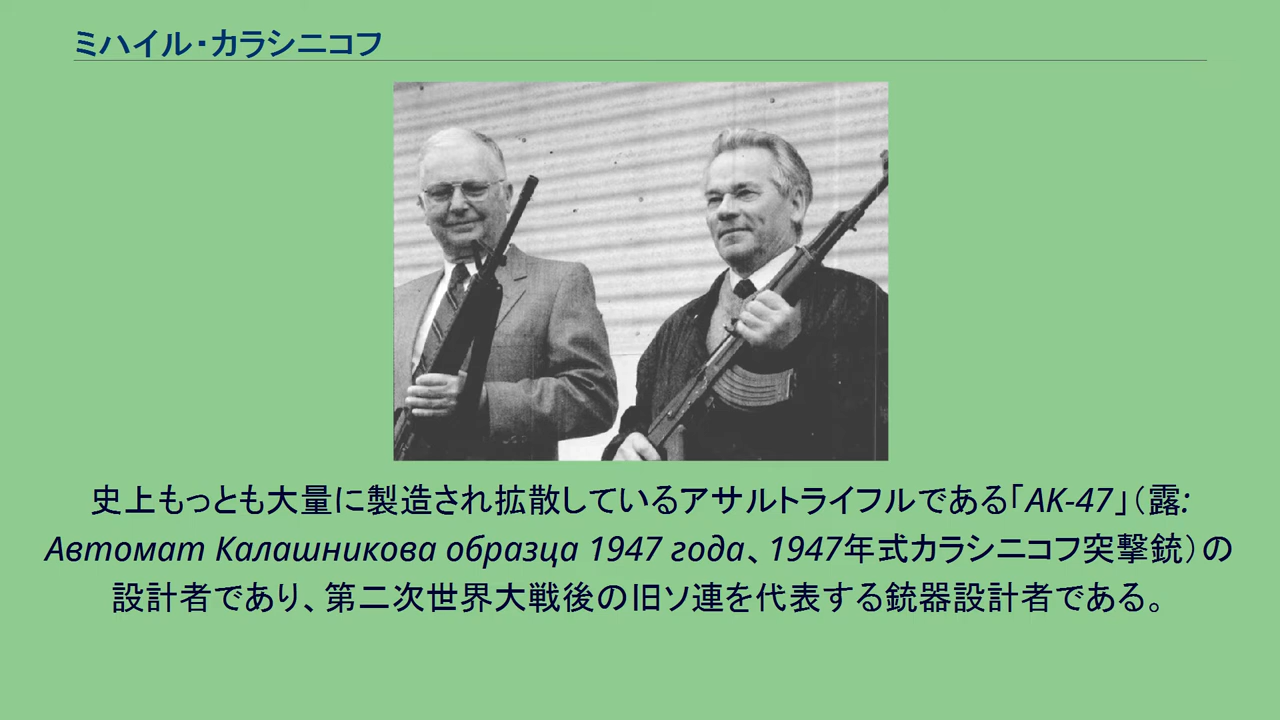 ミハイル・カラシニコフ
史上もっとも大量に製造され拡散しているアサルトライフルである「AK-47」（露:
Автомат Калашникова образца 1947 года、1947年式カラシニコフ突撃銃）の
設計者であり、第二次世界大戦後の旧ソ連を代表する銃器設計者である。